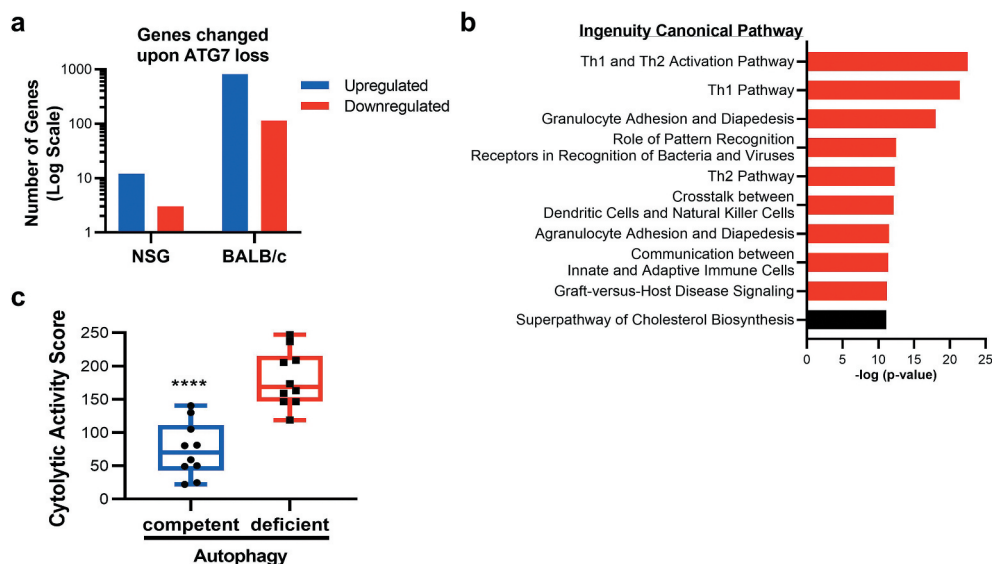 a
Genes changed
upon ATG7 loss
Number of Genes
(Log Scale)
1000
100
10
1
NSG
BALB/c
Upregulated
Downregulated
b
Ingenuity Canonical Pathway
Th1 and Th2 Activation Pathway
Th1 Pathway
Granulocyte Adhesion and Diapedesis
Role of Pattern Recognition
Receptors in Recognition of Bacteria and Viruses
Th2 Pathway
Crosstalk between
Dendritic Cells and Natural Killer Cells
Agranulocyte Adhesion and Diapedesis
Communication between
Innate and Adaptive Immune Cells
Graft-versus-Host Disease Signaling
Superpathway of Cholesterol Biosynthesis
0 5 10 15 20 25
-log (p-value)
c
Cytolytic Activity Score
250
200
150
100
50
0
****
competent deficient
Autophagy